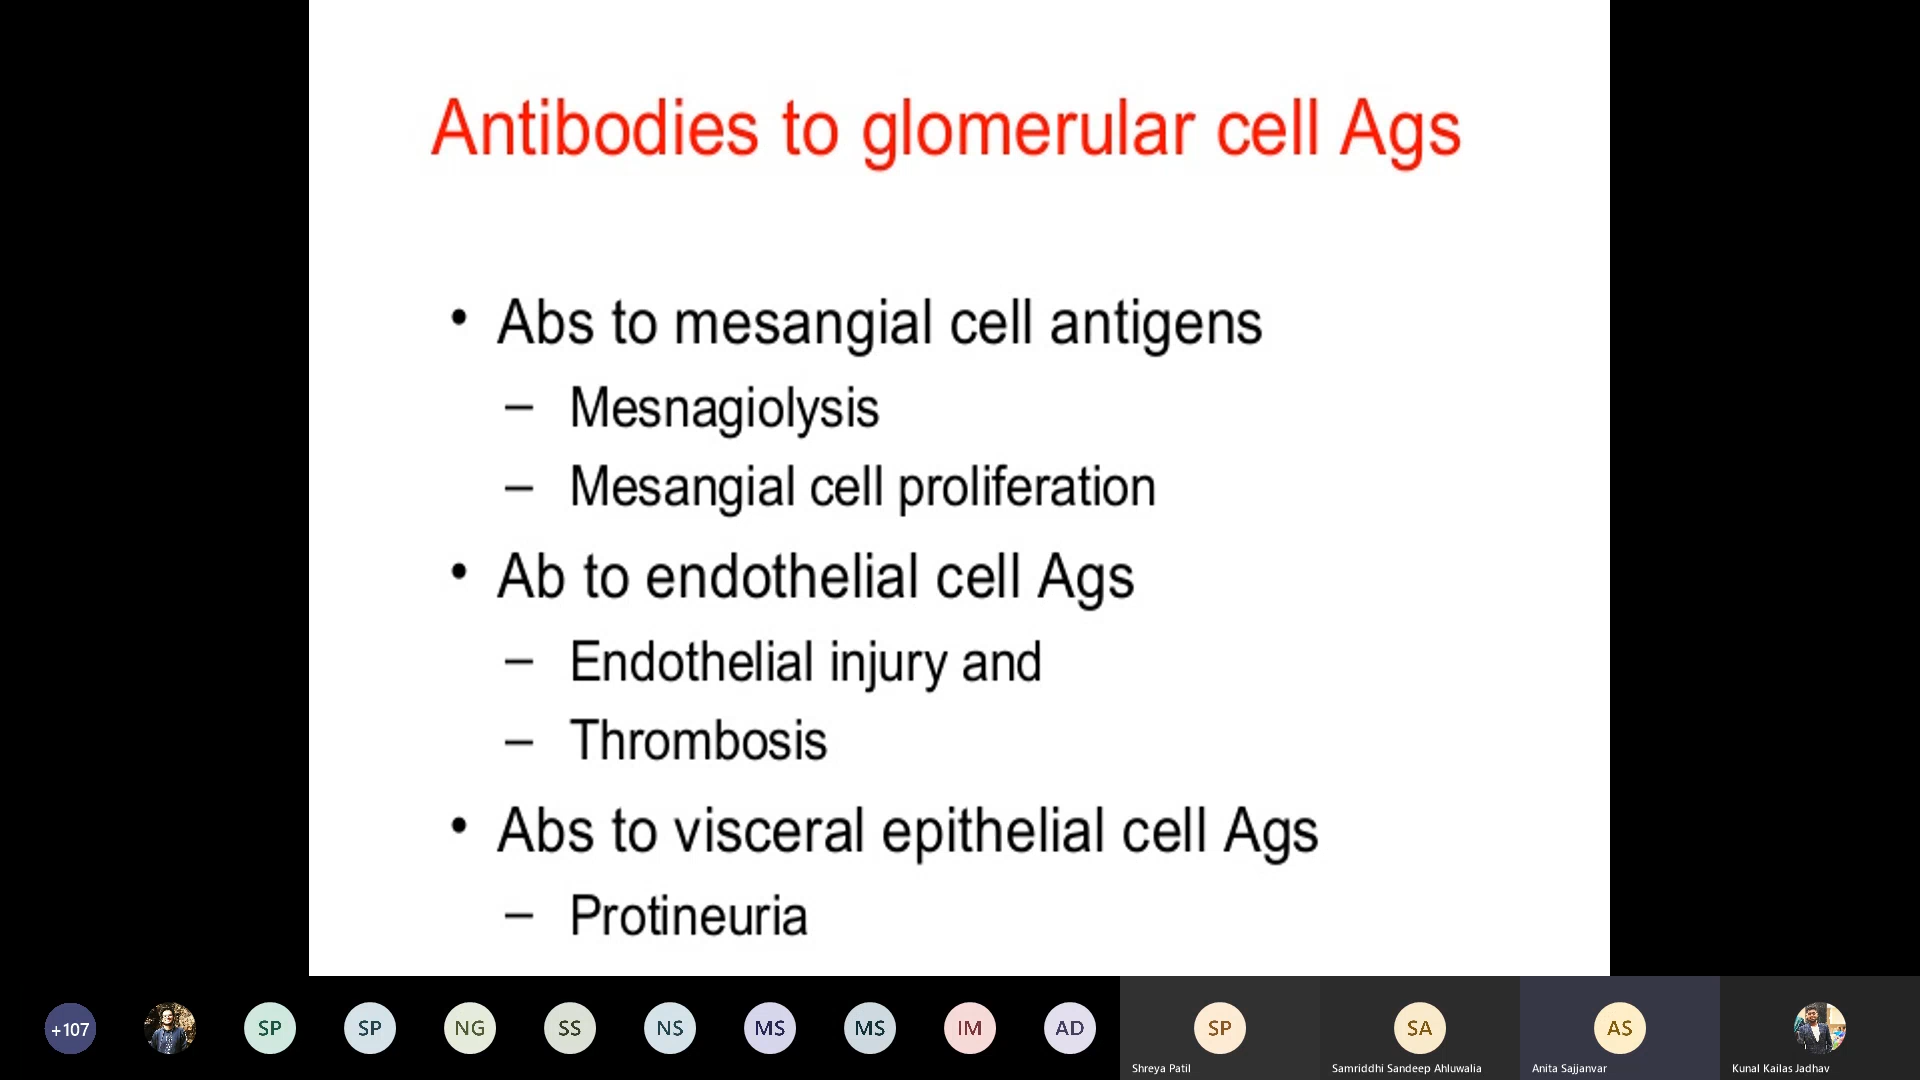 Antibodies to glomerular cell Ags
• Abs to mesangial cell antigens
– Mesnagiolysis
– Mesangial cell proliferation
• Ab to endothelial cell Ags
– Endothelial injury and
– Thrombosis
• Abs to visceral epithelial cell Ags
– Protineuria
+107 SP SP NG SS NS MS MS IM AD SP SA AS
Shreya Patil Samriddhi Sandeep Ahluwalia Anita Sajjanvar Kunal Kailas Jadhav